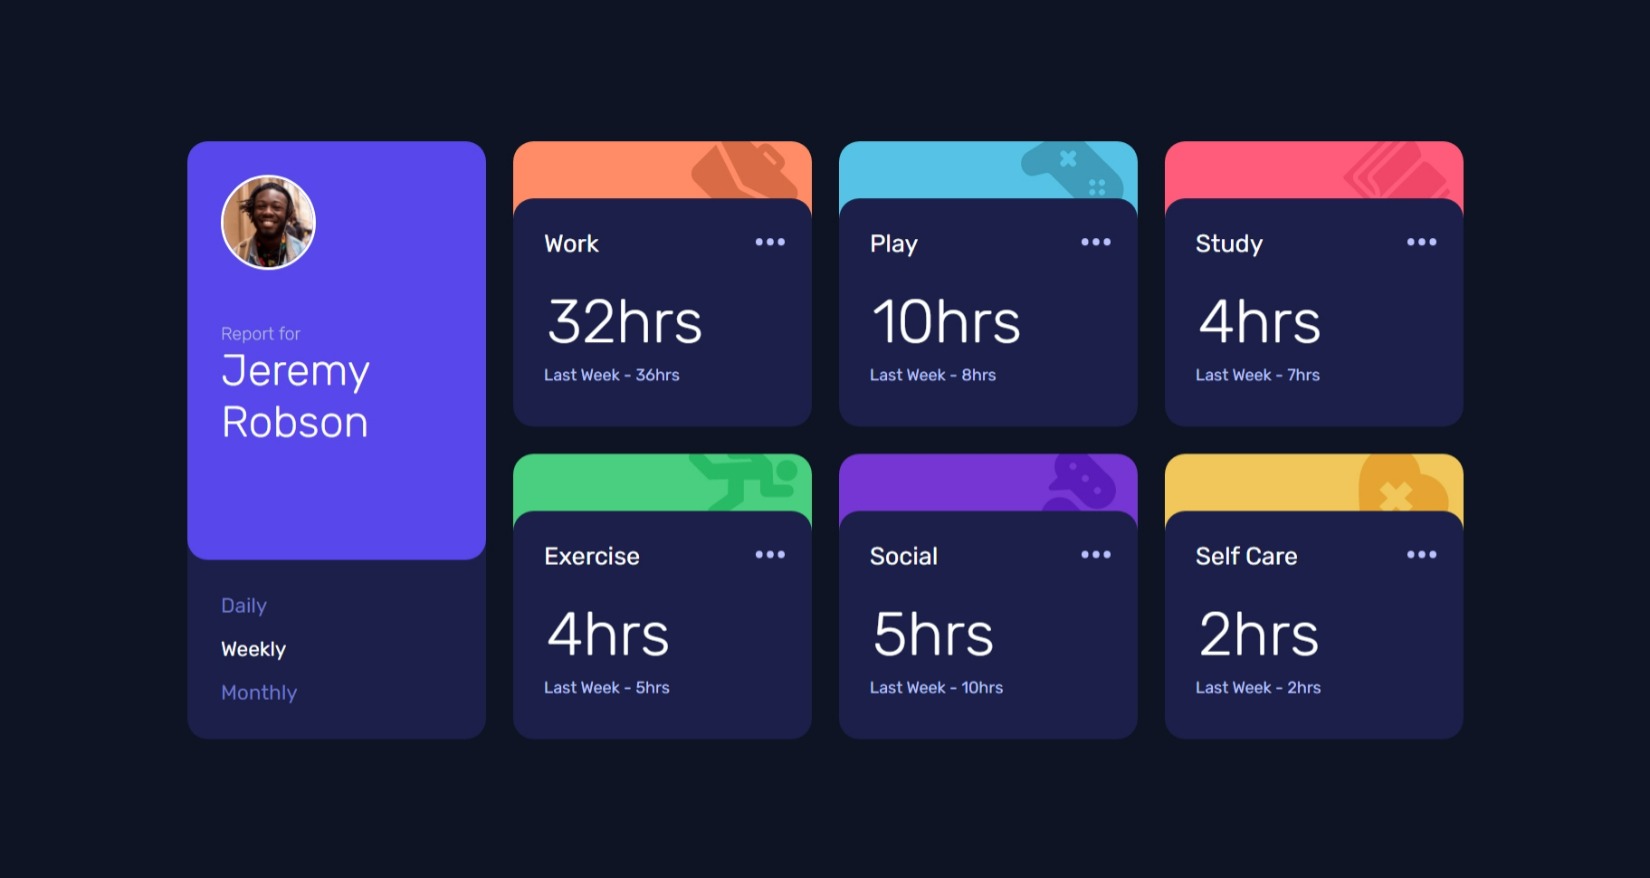 Report for
Jeremy
Robson
Daily
Weekly
Monthly
Work
32hrs
Last Week - 36hrs
Play
10hrs
Last Week - 8hrs
Study
4hrs
Last Week - 7hrs
Exercise
4hrs
Last Week - 5hrs
Social
5hrs
Last Week - 10hrs
Self Care
2hrs
Last Week - 2hrs